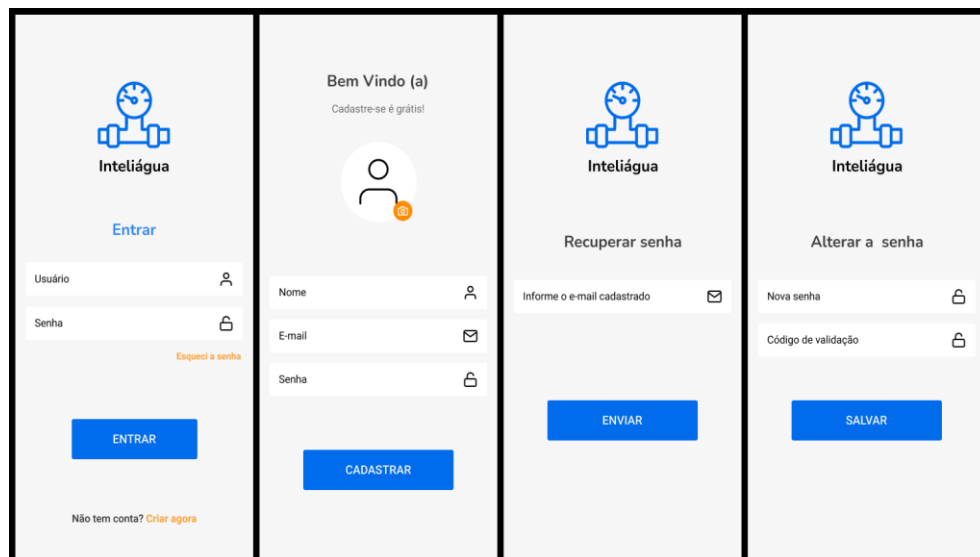 Inteliágua
Entrar
Usuário
Senha
Esqueci a senha
ENTRAR
Não tem conta? Criar agora
Bem Vindo (a)
Cadastre-se é grátis!
Nome
E-mail
Senha
CADASTRAR
Inteliágua
Recuperar senha
Informe o e-mail cadastrado
ENVIAR
Inteliágua
Alterar a senha
Nova senha
Código de validação
SALVAR